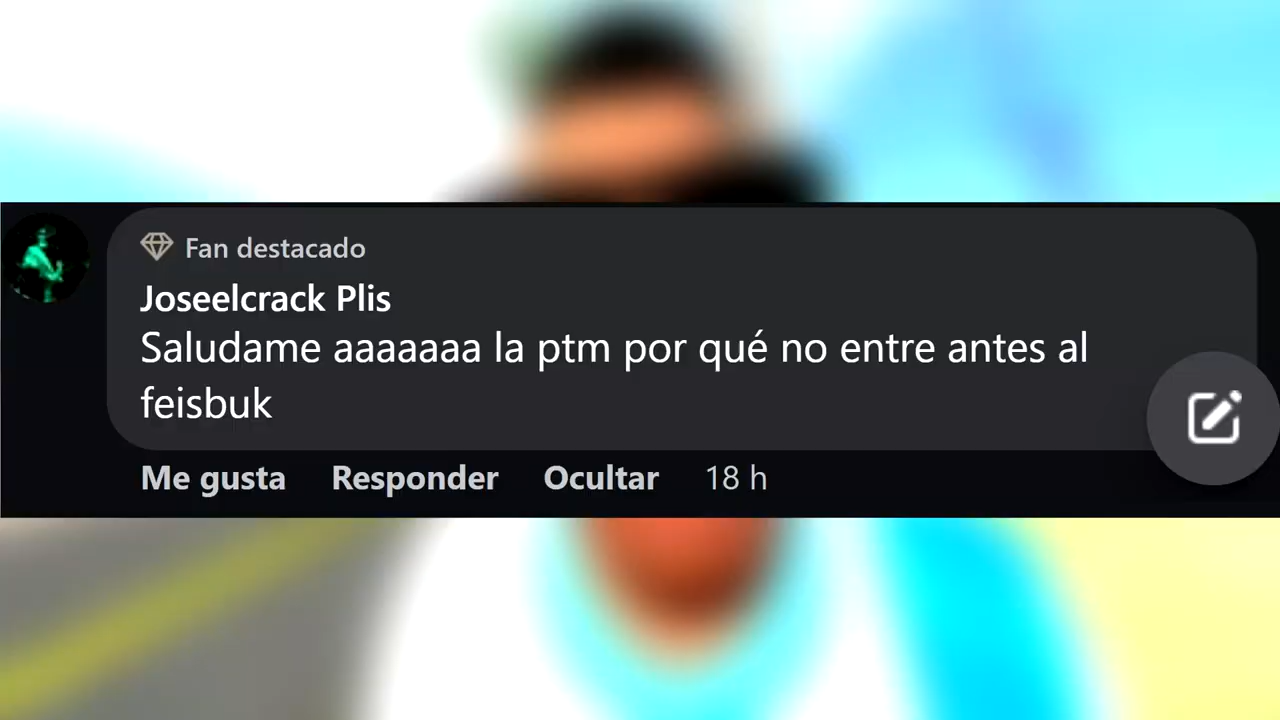 Fan destacado
Joseelcrack Plis
Saludame aaaaaaa la ptm por qué no entre antes al
feisbuk
Me gusta Responder Ocultar 18 h